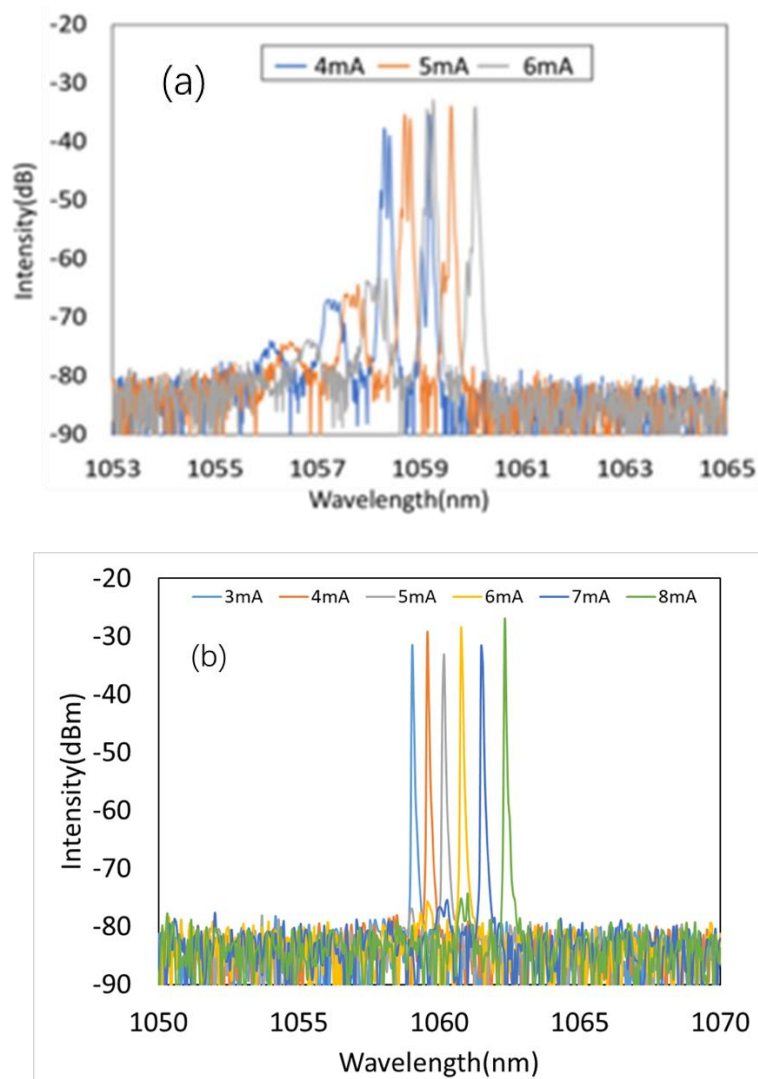 -20
(a)
4mA 5mA 6mA
-30
-40
-50
-60
-70
-80
-90
Intensity(dB)
1053 1055 1057 1059 1061 1063 1065
Wavelength(nm)
-20
3mA 4mA 5mA 6mA 7mA 8mA
-30
(b)
-40
-50
-60
-70
-80
-90
Intensity(dBm)
1050 1055 1060 1065 1070
Wavelength(nm)